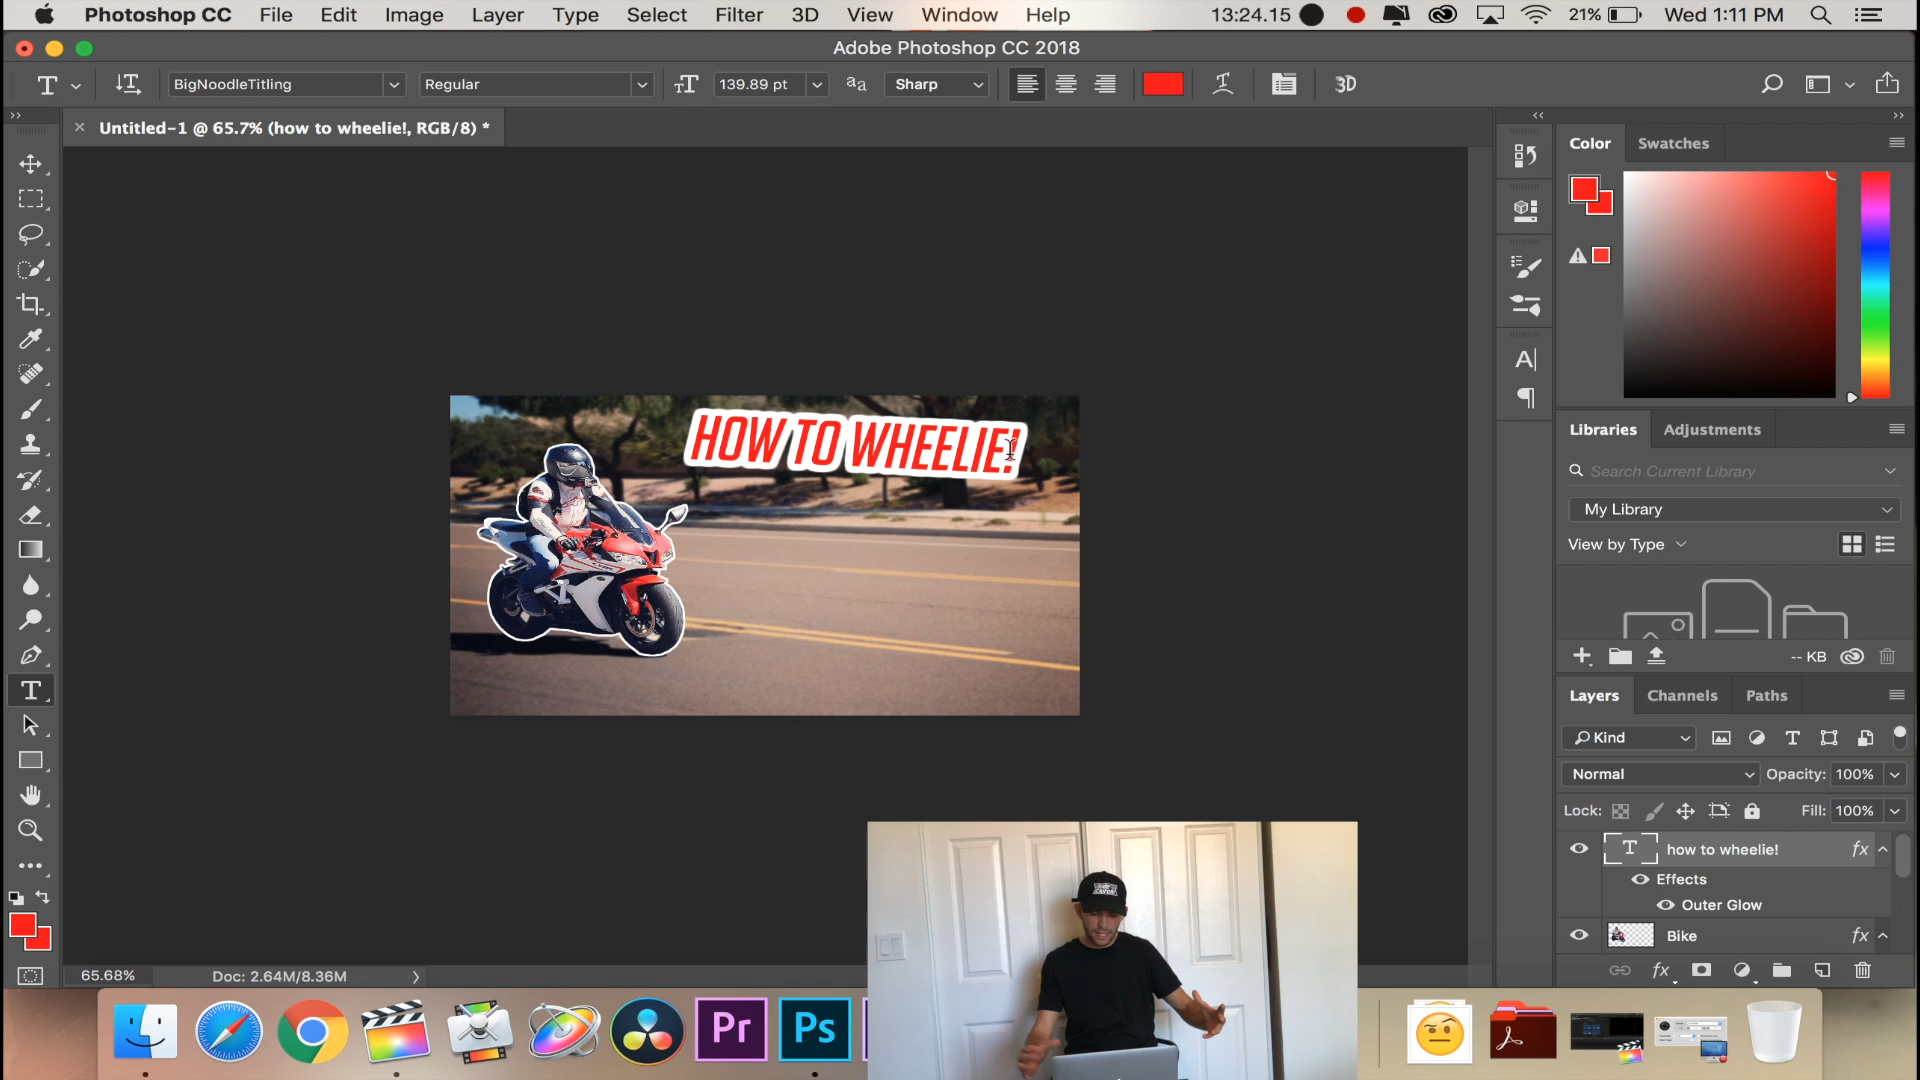 Photoshop CC File Edit Image Layer Type Select Filter 3D View Window Help 13:24.15 21% Wed 1:11 PM
Adobe Photoshop CC 2018
T BigNoodleTitling Regular 139.89 pt Sharp 3D
Untitled-1 @ 65.7% (how to wheelie!, RGB/8) *
Color Swatches
HOW TO WHEELIE!
Libraries Adjustments
Search Current Library
My Library
View by Type
-- KB
Layers Channels Paths
Kind
Normal Opacity: 100%
Lock: Fill: 100%
T how to wheelie! fx
Effects
Outer Glow
Bike fx
65.68% Doc: 2.64M/8.36M
fx
Pr Ps